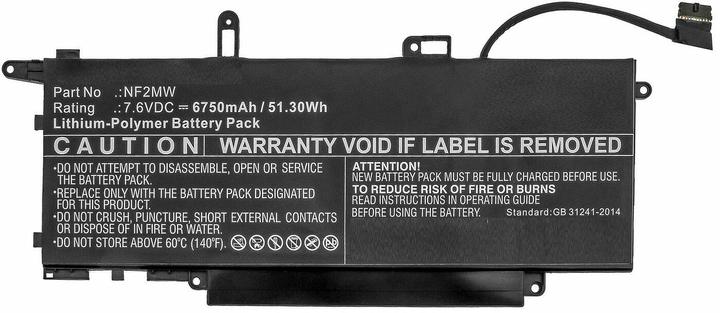 Part No .:NF2MW
Rating .:7.6VDC ⎓ 6750mAh / 51.30Wh
Lithium-Polymer Battery Pack
CAUTION WARRANTY VOID IF LABEL IS REMOVED
•DO NOT ATTEMPT TO DISASSEMBLE, OPEN OR SERVICE
THE BATTERY PACK.
•REPLACE ONLY WITH THE BATTERY PACK DESIGNATED
FOR THIS PRODUCT.
•DO NOT CRUSH, PUNCTURE, SHORT EXTERNAL CONTACTS
OR DISPOSE OF IN FIRE OR WATER.
•DO NOT STORE ABOVE 60°C (140°F).
ATTENTION!
NEW BATTERY PACK MUST BE FULLY CHARGED BEFORE USE.
TO REDUCE RISK OF FIRE OR BURNS
READ INSTRUCTIONS IN OPERATING GUIDE
BEFORE USING THE BATTERY. Standard:GB 31241-2014